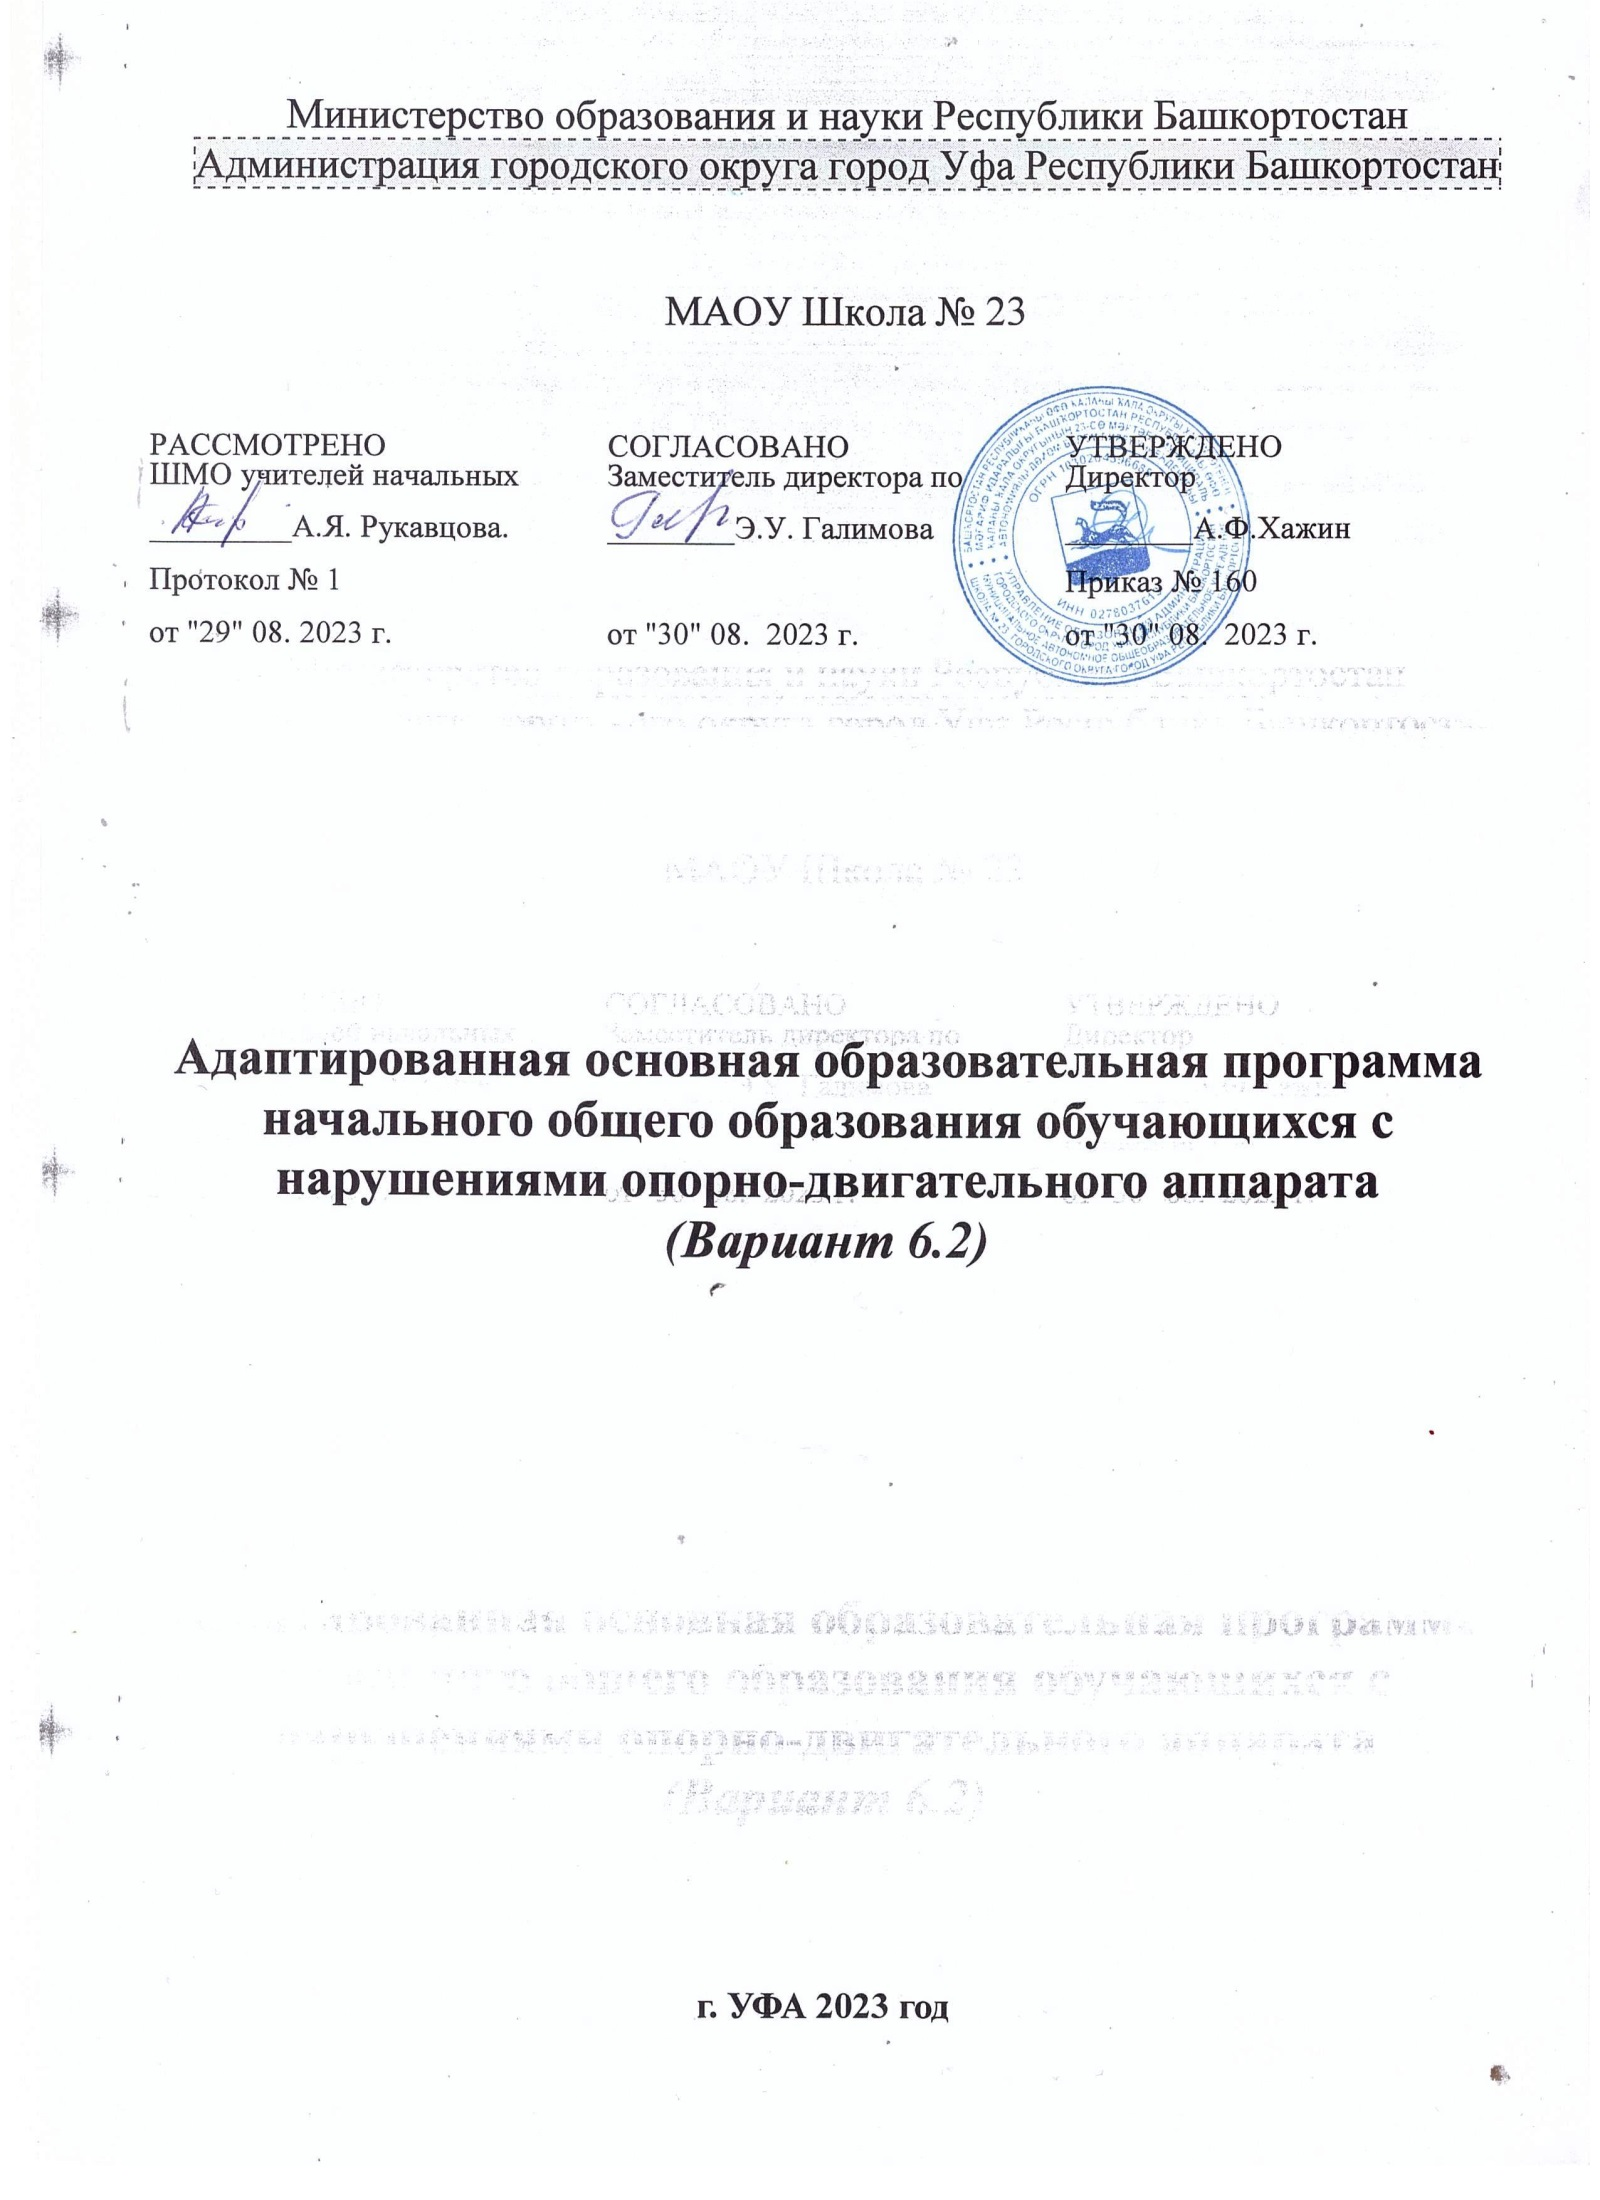 Министерство образования и науки Республики Башкортостан
Администрация городского округа город Уфа Республики Башкортостан
МАОУ Школа № 23
РАССМОТРЕНО
ШМО учителей начальных
А.Я. Рукавцова.
Протокол № 1
от "29" 08. 2023 г.
СОГЛАСОВАНО
Заместитель директора по
Э.У. Галимова
от "30" 08. 2023 г.
УТВЕРЖДЕНО
Директор
А.Ф.Хажин
Приказ № 160
от "30" 08. 2023 г.
Адаптированная основная образовательная программа
начального общего образования обучающихся с
нарушениями опорно-двигательного аппарата
(Вариант 6.2)
г. УФА 2023 год